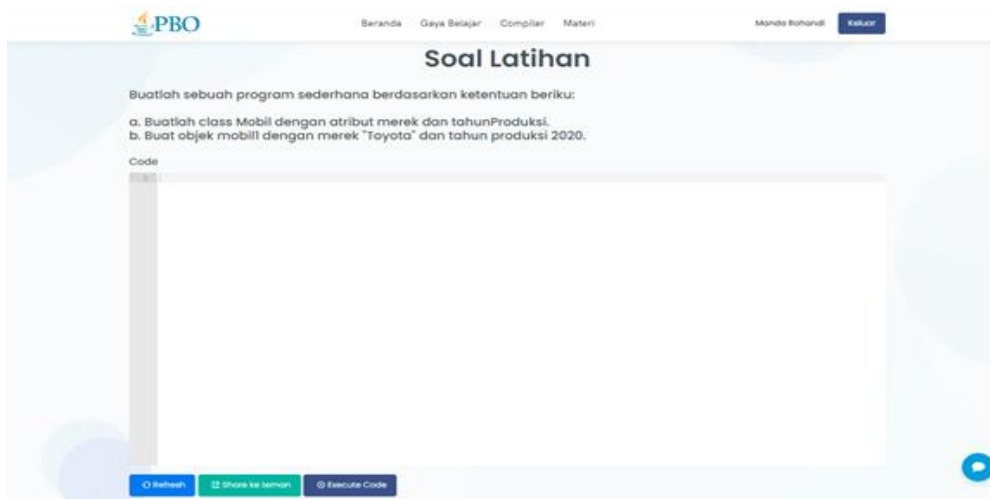 PBO
Beranda Gaya Belajar Compiler Materi
Manda Rohandi Keluar
Soal Latihan
Buatlah sebuah program sederhana berdasarkan ketentuan beriku:
a. Buatlah class Mobil dengan atribut merek dan tahunProduksi.
b. Buat objek mobil1 dengan merek "Toyota" dan tahun produksi 2020.
Code
1
Refresh Share ke teman Execute Code